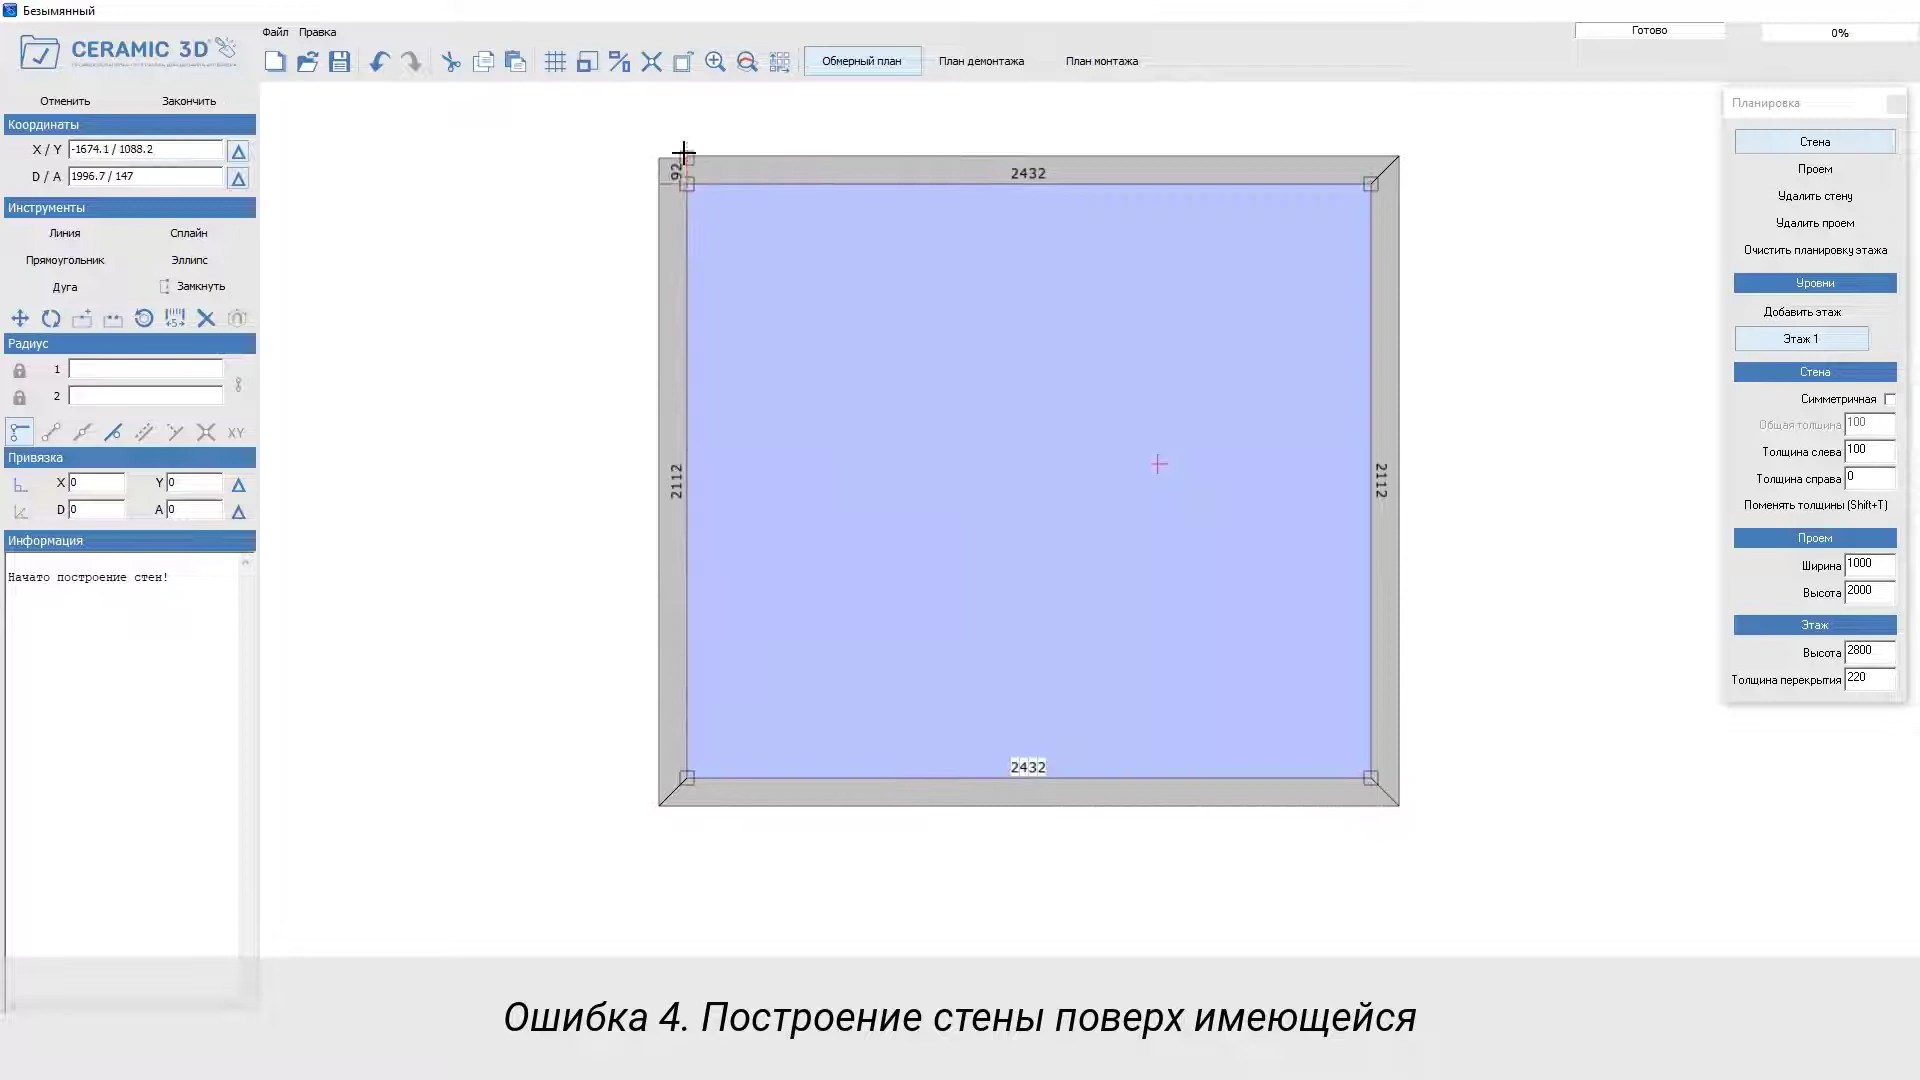 Безымянный
CERAMIC 3D
Файл Правка
Готово
0%
Обмерный план
План демонтажа
План монтажа
Отменить Закончить
Координаты
X / Y -1674.1 / 1088.2
D / A 1996.7 / 147
Инструменты
Линия Сплайн
Прямоугольник Эллипс
Дуга Замкнуть
Радиус
1
2
XY
Привязка
X 0 Y 0
D 0 A 0
Информация
Начато построение стен!
92
2432
2112
2112
2432
Планировка
Стена
Проем
Удалить стену
Удалить проем
Очистить планировку этажа
Уровни
Добавить этаж
Этаж 1
Стена
Симметричная
Общая толщина 100
Толщина слева 100
Толщина справа 0
Поменять толщины (Shift+T)
Проем
Ширина 1000
Высота 2000
Этаж
Высота 2800
Толщина перекрытия 220
Ошибка 4. Построение стены поверх имеющейся